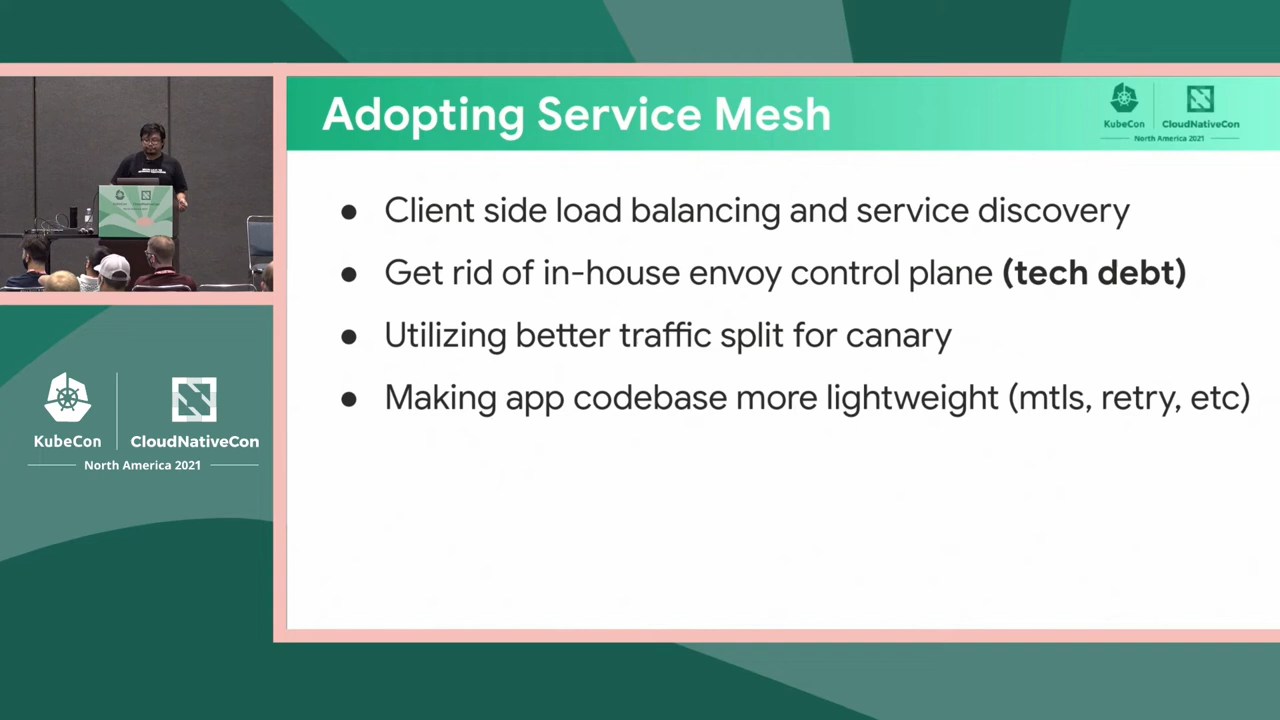 Adopting Service Mesh
KubeCon
CloudNativeCon
North America 2021
● Client side load balancing and service discovery
● Get rid of in-house envoy control plane (tech debt)
● Utilizing better traffic split for canary
● Making app codebase more lightweight (mtls, retry, etc)
KubeCon
CloudNativeCon
North America 2021